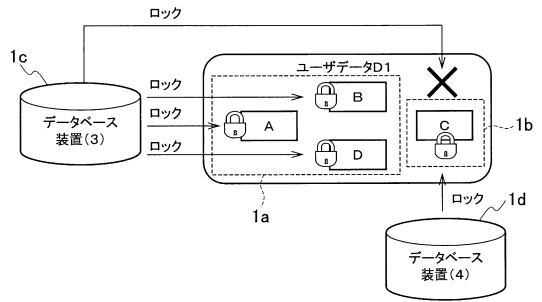 ロック
1c
ユーザデータD1
ロック
B
データベース
装置(3)
ロック
A
C
1b
ロック
D
1a
ロック
1d
データベース
装置(4)